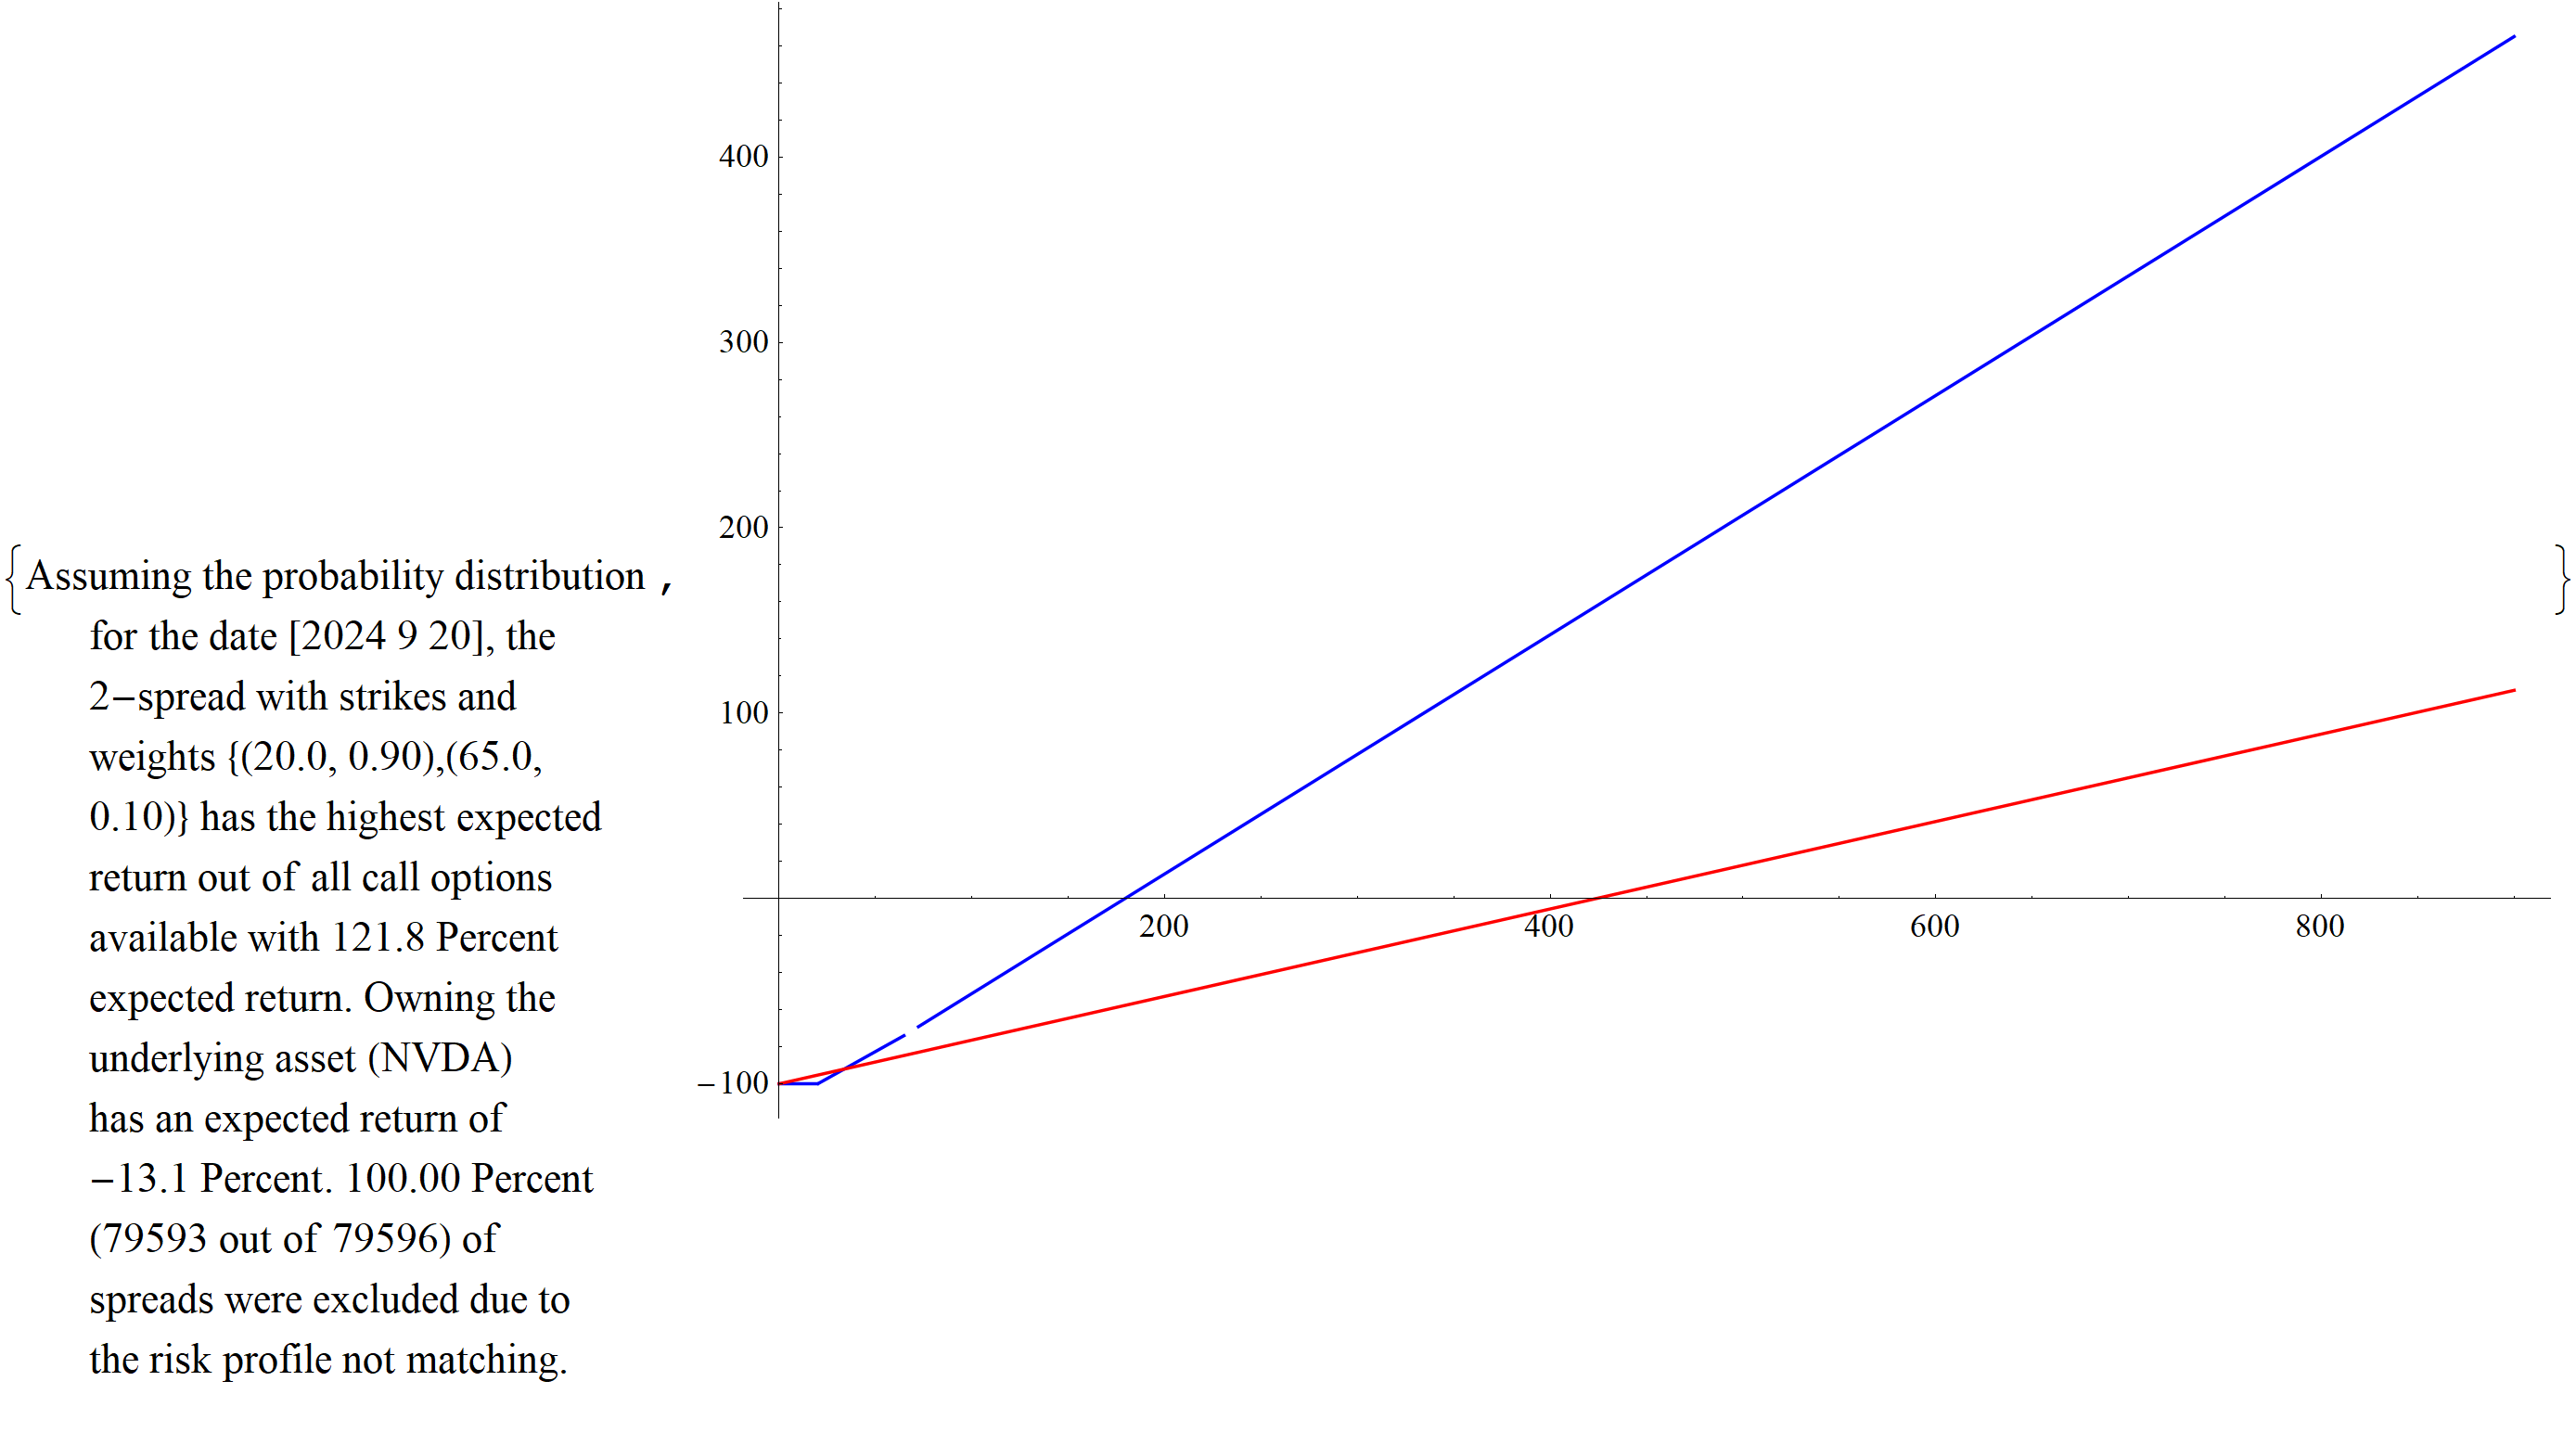 {Assuming the probability distribution ,
for the date [2024 9 20], the
2−spread with strikes and
weights {(20.0, 0.90),(65.0,
0.10)} has the highest expected
return out of all call options
available with 121.8 Percent
expected return. Owning the
underlying asset (NVDA)
has an expected return of
−13.1 Percent. 100.00 Percent
(79593 out of 79596) of
spreads were excluded due to
the risk profile not matching.
400
300
200
100
−100
200 400 600 800
}